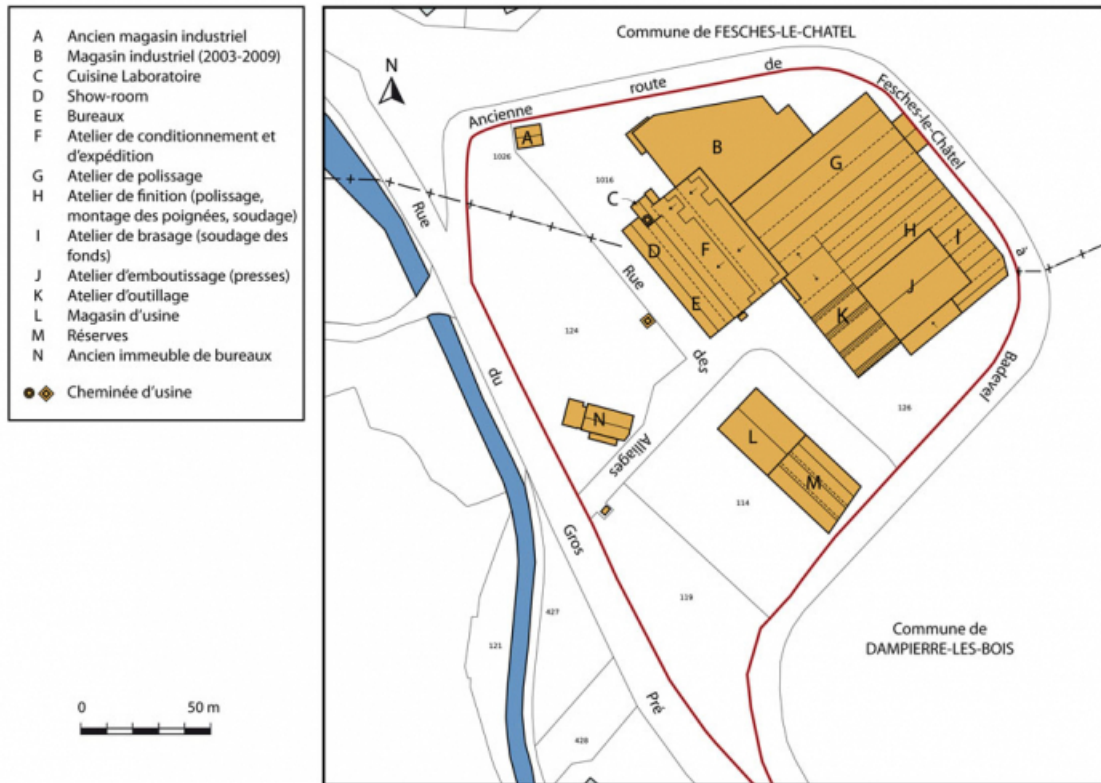 A Ancien magasin industriel
B Magasin industriel (2003-2009)
C Cuisine Laboratoire
D Show-room
E Bureaux
F Atelier de conditionnement et
d'expédition
G Atelier de polissage
H Atelier de finition (polissage,
montage des poignées, soudage)
I Atelier de brasage (soudage des
fonds)
J Atelier d'emboutissage (presses)
K Atelier d'outillage
L Magasin d'usine
M Réserves
N Ancien immeuble de bureaux
Cheminée d'usine
0 50 m
Commune de FESCHES-LE-CHATEL
N
Ancienne route de Fesches-le-Châtel à Badevel
A
B
C
D
E
F
G
H
I
J
K
L
M
N
1026
1016
124
126
114
119
427
121
428
Rue des Alliages
Rue du Gros Pré
Commune de
DAMPIERRE-LES-BOIS